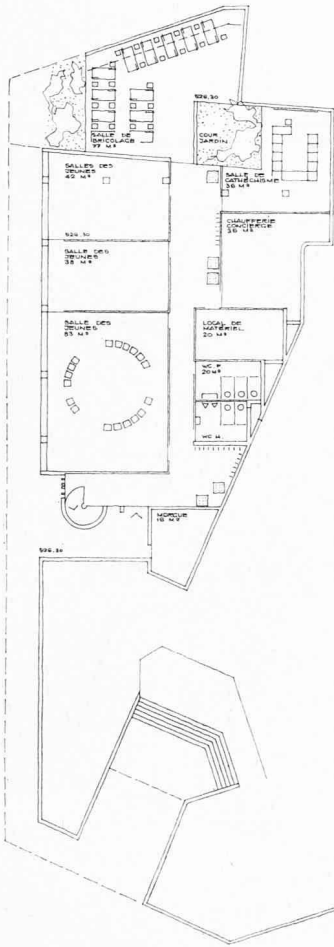 526,30
SALLE DE
BRICOLAGE
77 M²
COUR
JARDIN
SALLE DE
CATHÉCHISME
36 M²
SALLES DES
JEUNES
42 M²
CHAUFFERIE
CONCIERGE
36 M²
526,30
SALLE DES
JEUNES
38 M²
SALLE DES
JEUNES
83 M²
LOCAL DE
MATÉRIEL
20 M²
WC. F
20 M²
WC. H.
MORGUE
18 M²
526,30